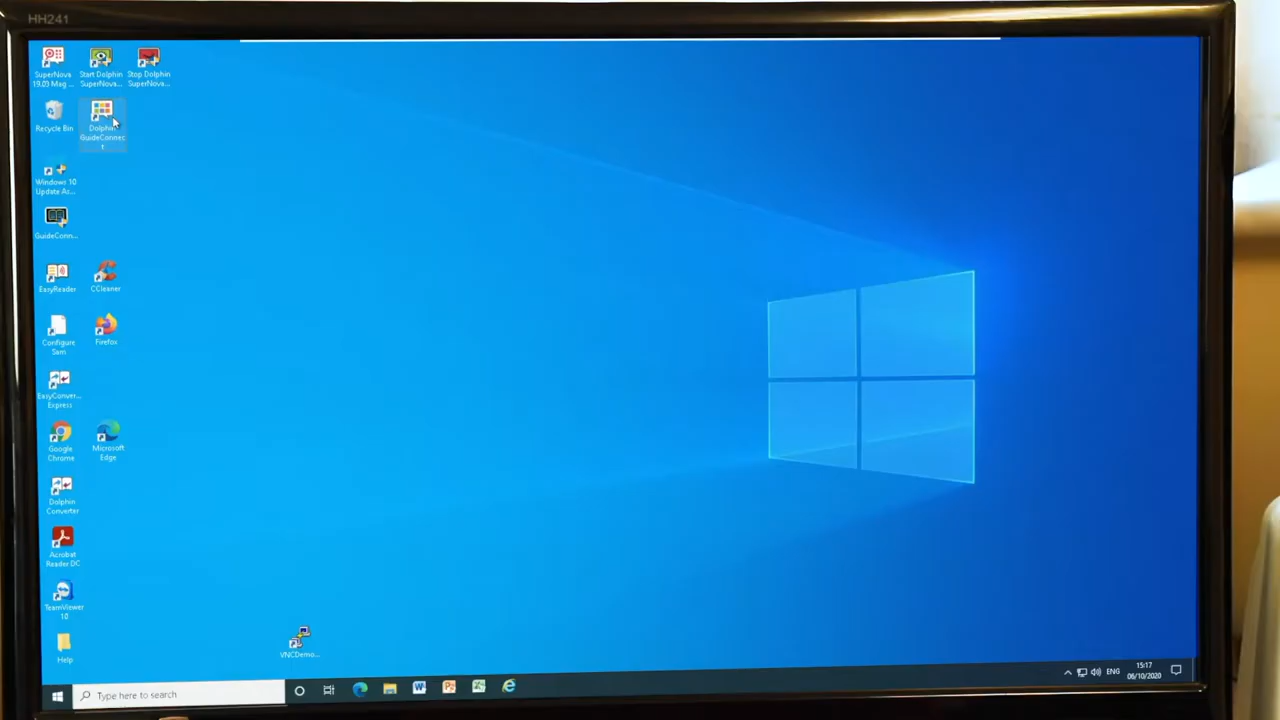 HH241
SuperNova
19.03 Mag ...
Start Dolphin
SuperNova...
Stop Dolphin
SuperNova...
Recycle Bin
Dolphin
GuideConnec
t
Windows 10
Update As...
GuideConn...
EasyReader
CCleaner
Configure
Sam
Firefox
EasyConver...
Express
Google
Chrome
Microsoft
Edge
Dolphin
Converter
Acrobat
Reader DC
TeamViewer
10
Help
VNCDemo...
Type here to search
ENG
15:17
06/10/2020